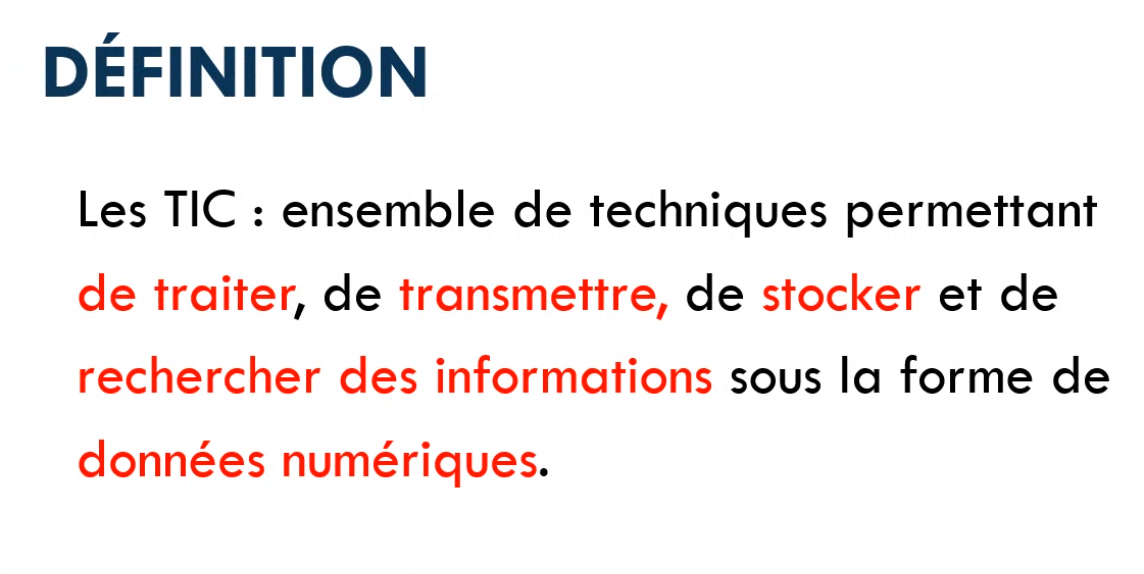 DÉFINITION
Les TIC : ensemble de techniques permettant
de traiter, de transmettre, de stocker et de
rechercher des informations sous la forme de
données numériques.